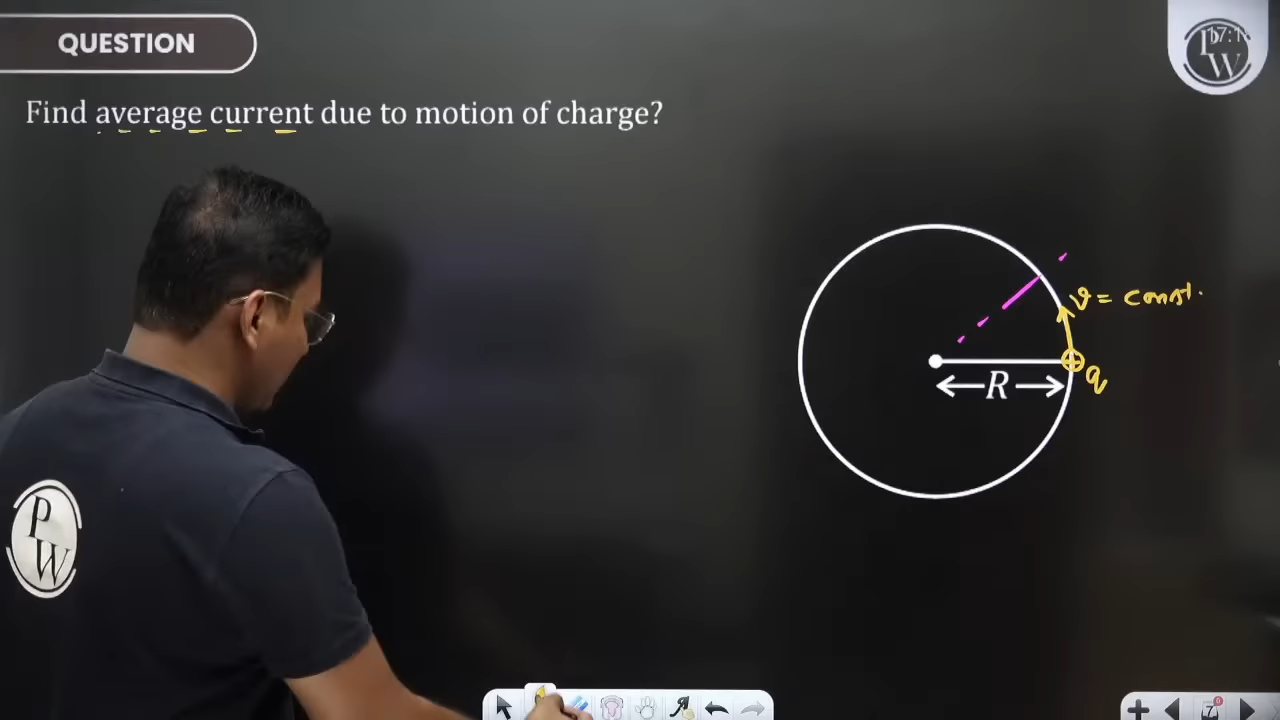 QUESTION
Find average current due to motion of charge?
v = const.
R
q
P
W
P
W